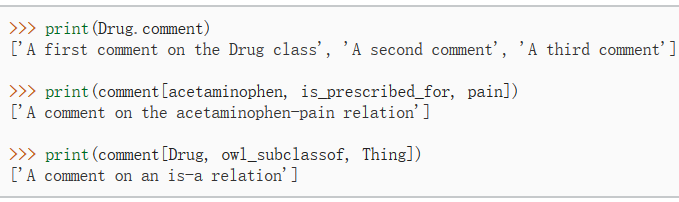 >>> print(Drug.comment)
['A first comment on the Drug class', 'A second comment', 'A third comment']
>>> print(comment[acetaminophen, is_prescribed_for, pain])
['A comment on the acetaminophen-pain relation']
>>> print(comment[Drug, owl_subclassof, Thing])
['A comment on an is-a relation']